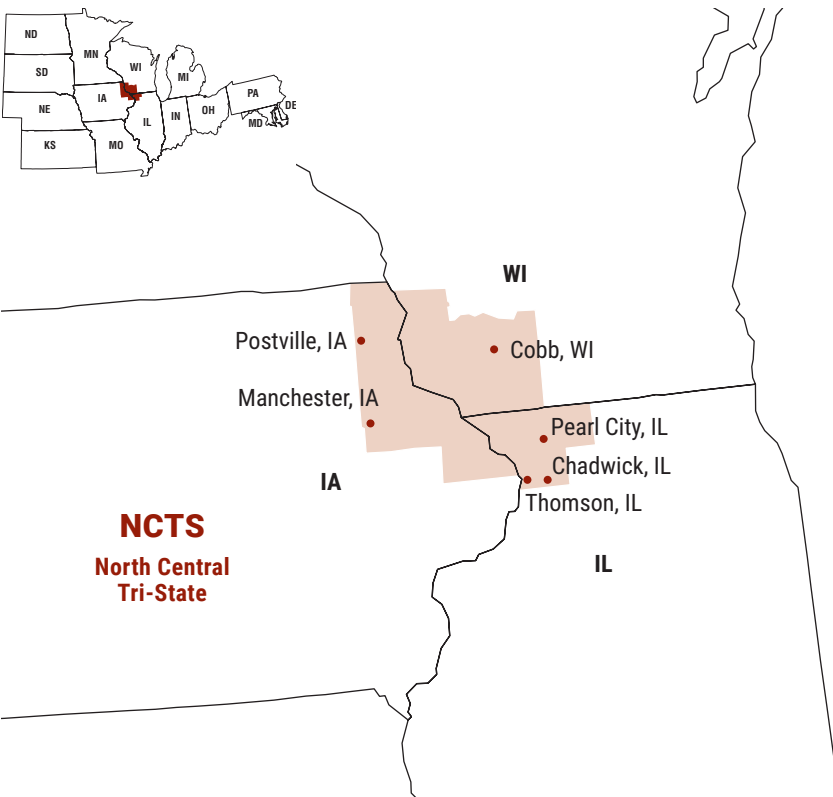 ND
MN
WI
SD
MI
IA
NE
PA
DE
OH
IN
IL
MD
KS
MO
WI
Postville, IA
Cobb, WI
Manchester, IA
Pearl City, IL
Chadwick, IL
IA
Thomson, IL
NCTS
North Central
Tri-State
IL